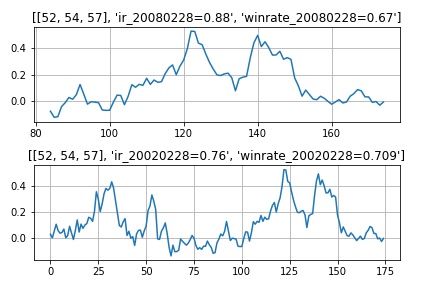 [[52, 54, 57], 'ir_20080228=0.88', 'winrate_20080228=0.67']
0.4
0.2
0.0
80 100 120 140 160
[[52, 54, 57], 'ir_20020228=0.76', 'winrate_20020228=0.709']
0.4
0.2
0.0
0 25 50 75 100 125 150 175